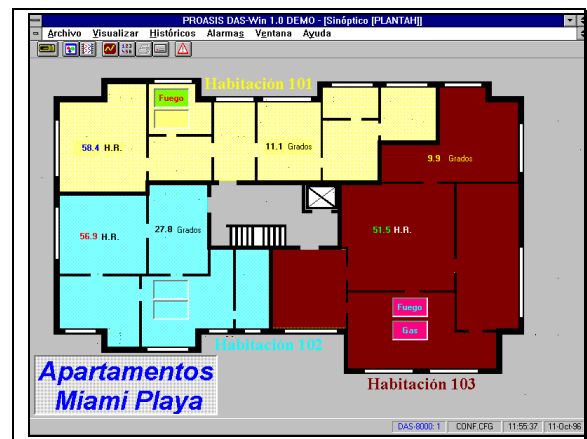 PROASIS DAS-Win 1.0 DEMO - [Sinóptico [PLANTAH]]
Archivo Visualizar Históricos Alarmas Ventana Ayuda
Habitación 101
Fuego
58.4 H.R.
11.1 Grados
9.9 Grados
56.9 H.R.
27.8 Grados
51.5 H.R.
Fuego
Gas
Habitación 102
Apartamentos
Miami Playa
Habitación 103
DAS-8000: 1 CONF.CFG 11:55:37 11-Oct-96